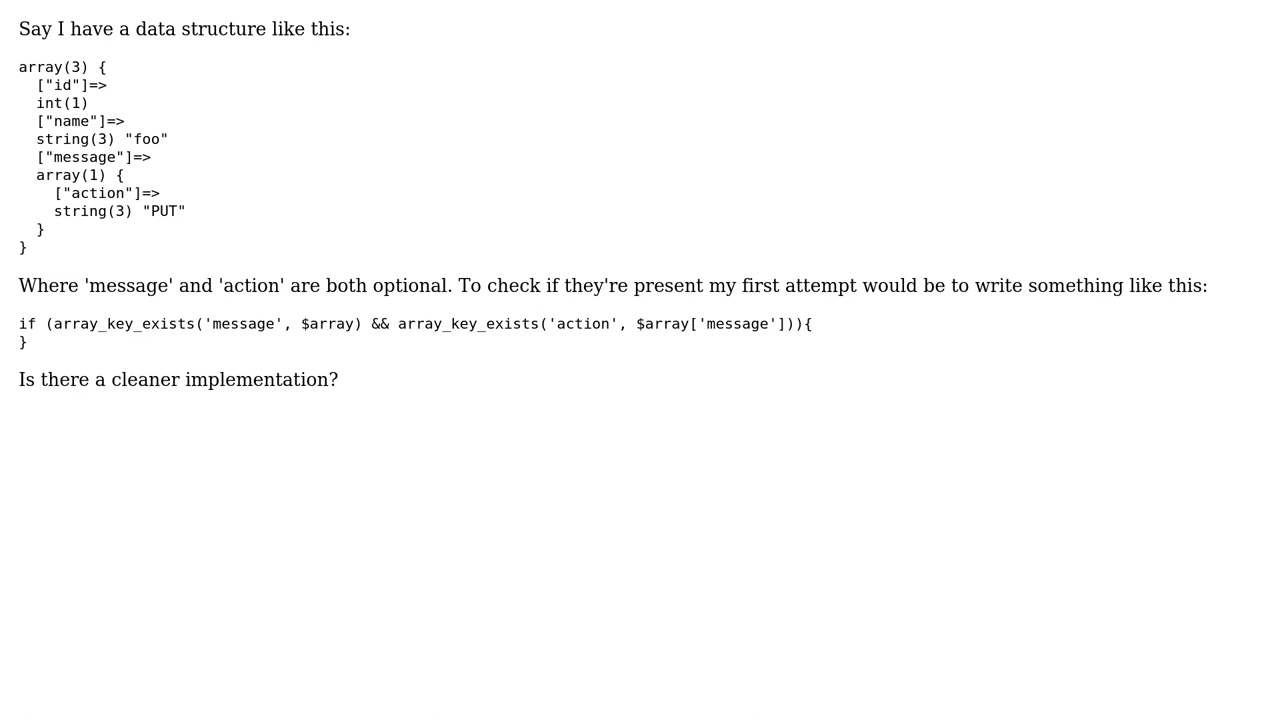 Say I have a data structure like this:
array(3) {
  ["id"]=>
  int(1)
  ["name"]=>
  string(3) "foo"
  ["message"]=>
  array(1) {
    ["action"]=>
    string(3) "PUT"
  }
}
Where 'message' and 'action' are both optional. To check if they're present my first attempt would be to write something like this:
if (array_key_exists('message', $array) && array_key_exists('action', $array['message'])){
}
Is there a cleaner implementation?